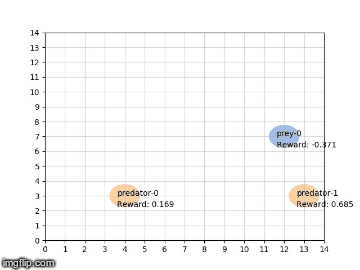 14
13
12
11
10
9
8
7
6
5
4
3
2
1
0
prey-0
Reward: -0.371
predator-0
Reward: 0.169
predator-1
Reward: 0.685
0 1 2 3 4 5 6 7 8 9 10 11 12 13 14
imgflip.com